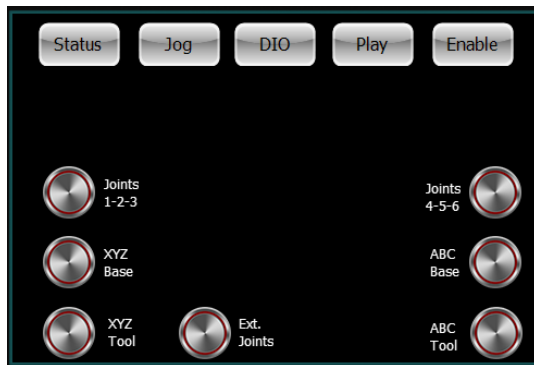 Status Jog DIO Play Enable
Joints
1-2-3
Joints
4-5-6
XYZ
Base
ABC
Base
XYZ
Tool
Ext.
Joints
ABC
Tool